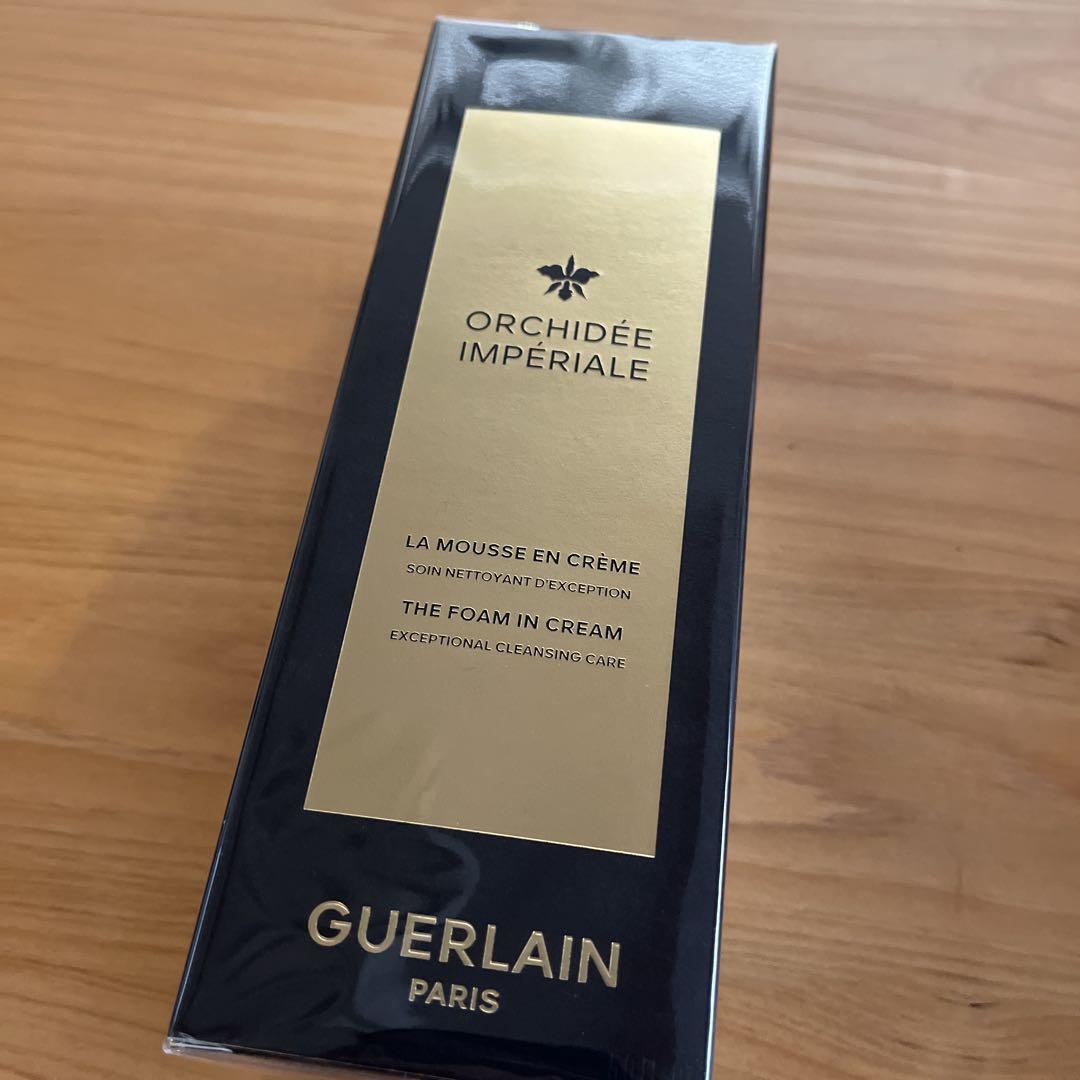 ORCHIDÉE
IMPÉRIALE
LA MOUSSE EN CRÈME
SOIN NETTOYANT D'EXCEPTION
THE FOAM IN CREAM
EXCEPTIONAL CLEANSING CARE
GUERLAIN
PARIS